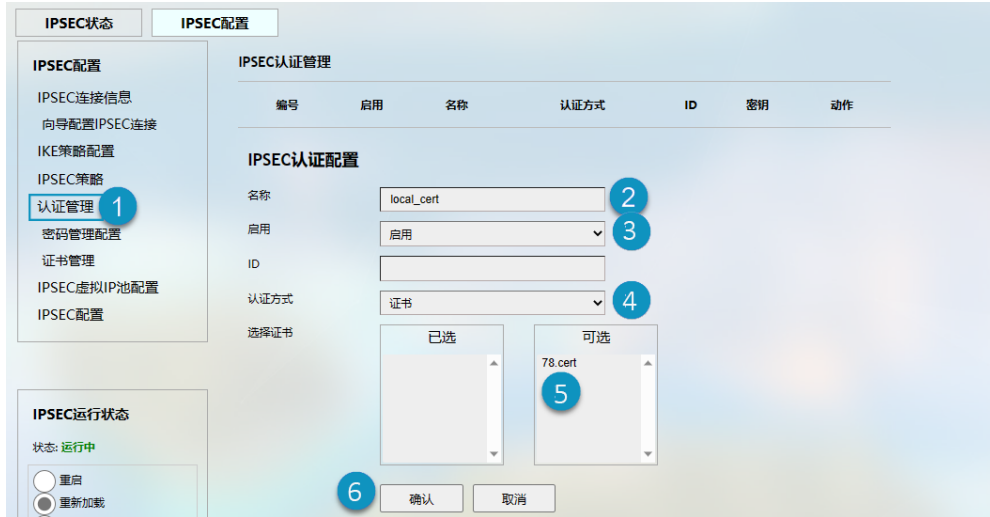 IPSEC状态 IPSEC配置
IPSEC配置
IPSEC连接信息
向导配置IPSEC连接
IKE策略配置
IPSEC策略
认证管理 1
密码管理配置
证书管理
IPSEC虚拟IP池配置
IPSEC配置
IPSEC运行状态
状态: 运行中
重启
重新加载
IPSEC认证管理
编号 启用 名称 认证方式 ID 密钥 动作
IPSEC认证配置
名称 local_cert 2
启用 启用 3
ID
认证方式 证书 4
选择证书 已选 可选
78.cert
5
6 确认 取消